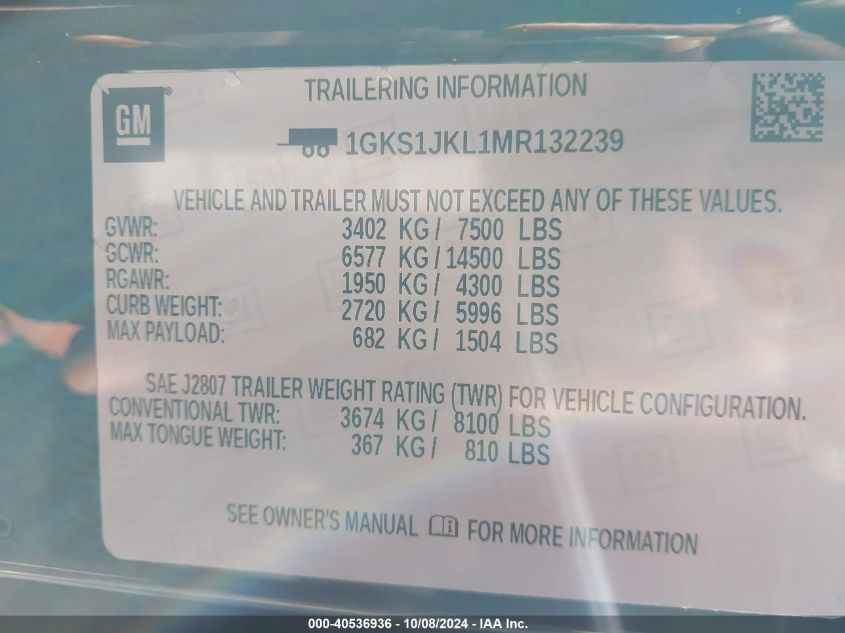 TRAILERING INFORMATION
GM®
1GKS1JKL1MR132239
VEHICLE AND TRAILER MUST NOT EXCEED ANY OF THESE VALUES.
GVWR: 3402 KG / 7500 LBS
GCWR: 6577 KG / 14500 LBS
RGAWR: 1950 KG / 4300 LBS
CURB WEIGHT: 2720 KG / 5996 LBS
MAX PAYLOAD: 682 KG / 1504 LBS
SAE J2807 TRAILER WEIGHT RATING (TWR) FOR VEHICLE CONFIGURATION.
CONVENTIONAL TWR: 3674 KG / 8100 LBS
MAX TONGUE WEIGHT: 367 KG / 810 LBS
SEE OWNER'S MANUAL i FOR MORE INFORMATION
000-40536936 - 10/08/2024 - IAA Inc.